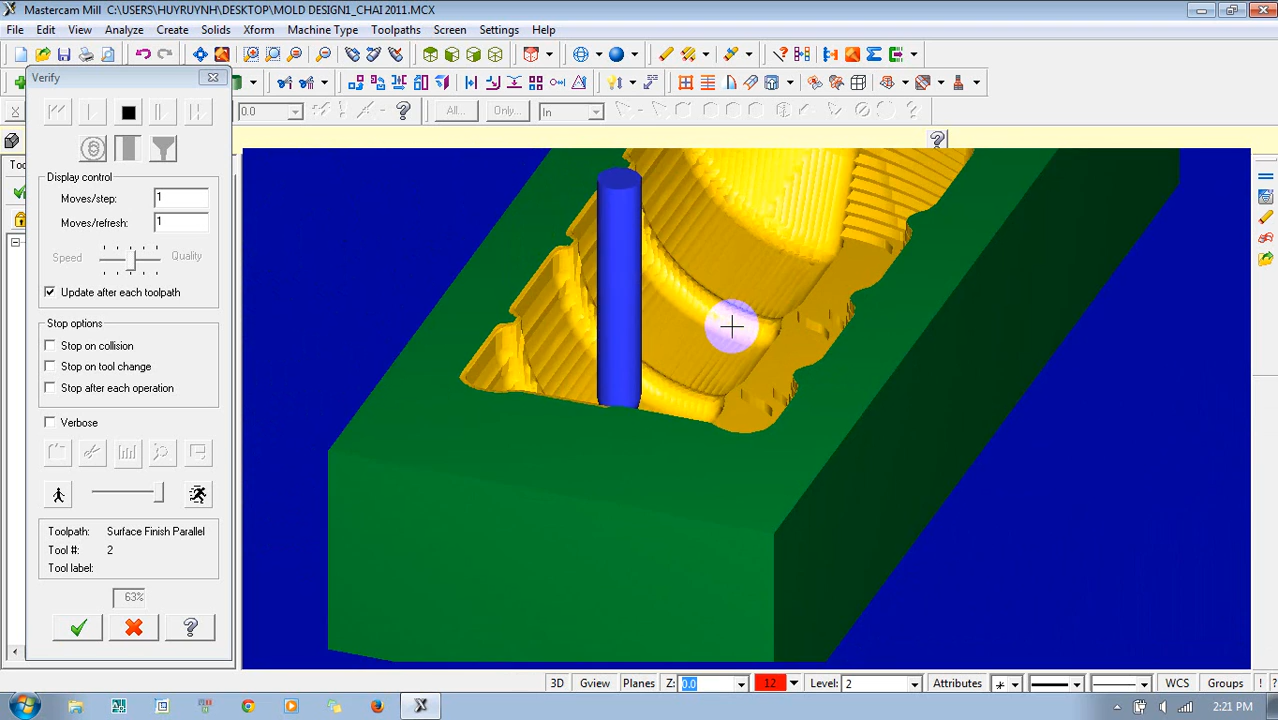 Mastercam Mill C:\USERS\HUYRUYNH\DESKTOP\MOLD DESIGN1_CHAI 2011.MCX
File Edit View Analyze Create Solids Xform Machine Type Toolpaths Screen Settings Help
Verify
0.0
All...
Only...
In
Display control
Moves/step: 1
Moves/refresh: 1
Speed Quality
Update after each toolpath
Stop options
Stop on collision
Stop on tool change
Stop after each operation
Verbose
Toolpath: Surface Finish Parallel
Tool #: 2
Tool label:
63%
3D Gview Planes Z: 0.0 12 Level: 2 Attributes WCS Groups
2:21 PM